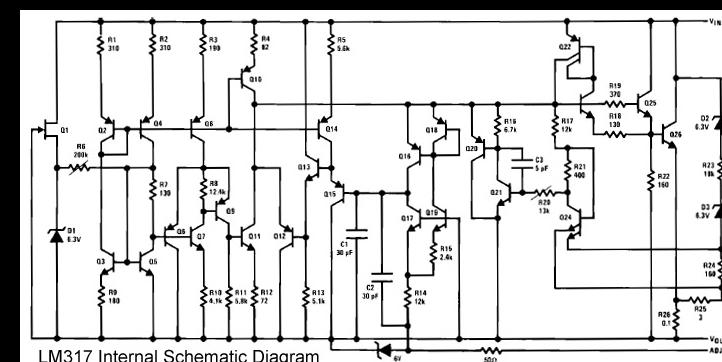 R1 310
R2 310
R3 190
R4 82
R5 5.6k
Q22
VIN
Q10
R19 370
Q25
Q1
Q2
Q4
Q6
Q14
Q18
R16 6.7k
R17 12k
R18 130
Q26
D2 6.3V
R6 200k
Q13
Q16
Q20
C3 5 pF
R21 400
R22 160
R23 18k
R7 130
R8 12.4k
Q9
Q15
Q17
Q19
Q21
R20 13k
Q24
D3 6.3V
D1 6.3V
Q6
Q7
Q11
Q12
C1 30 pF
R15 2.4k
Q3
Q5
C2 30 pF
R24 160
R9 180
R10 4.1k
R11 5.8k
R12 72
R13 5.1k
R14 12k
R25 3
R26 0.1
ADJ
6V
50Ω
LM317 Internal Schematic Diagram